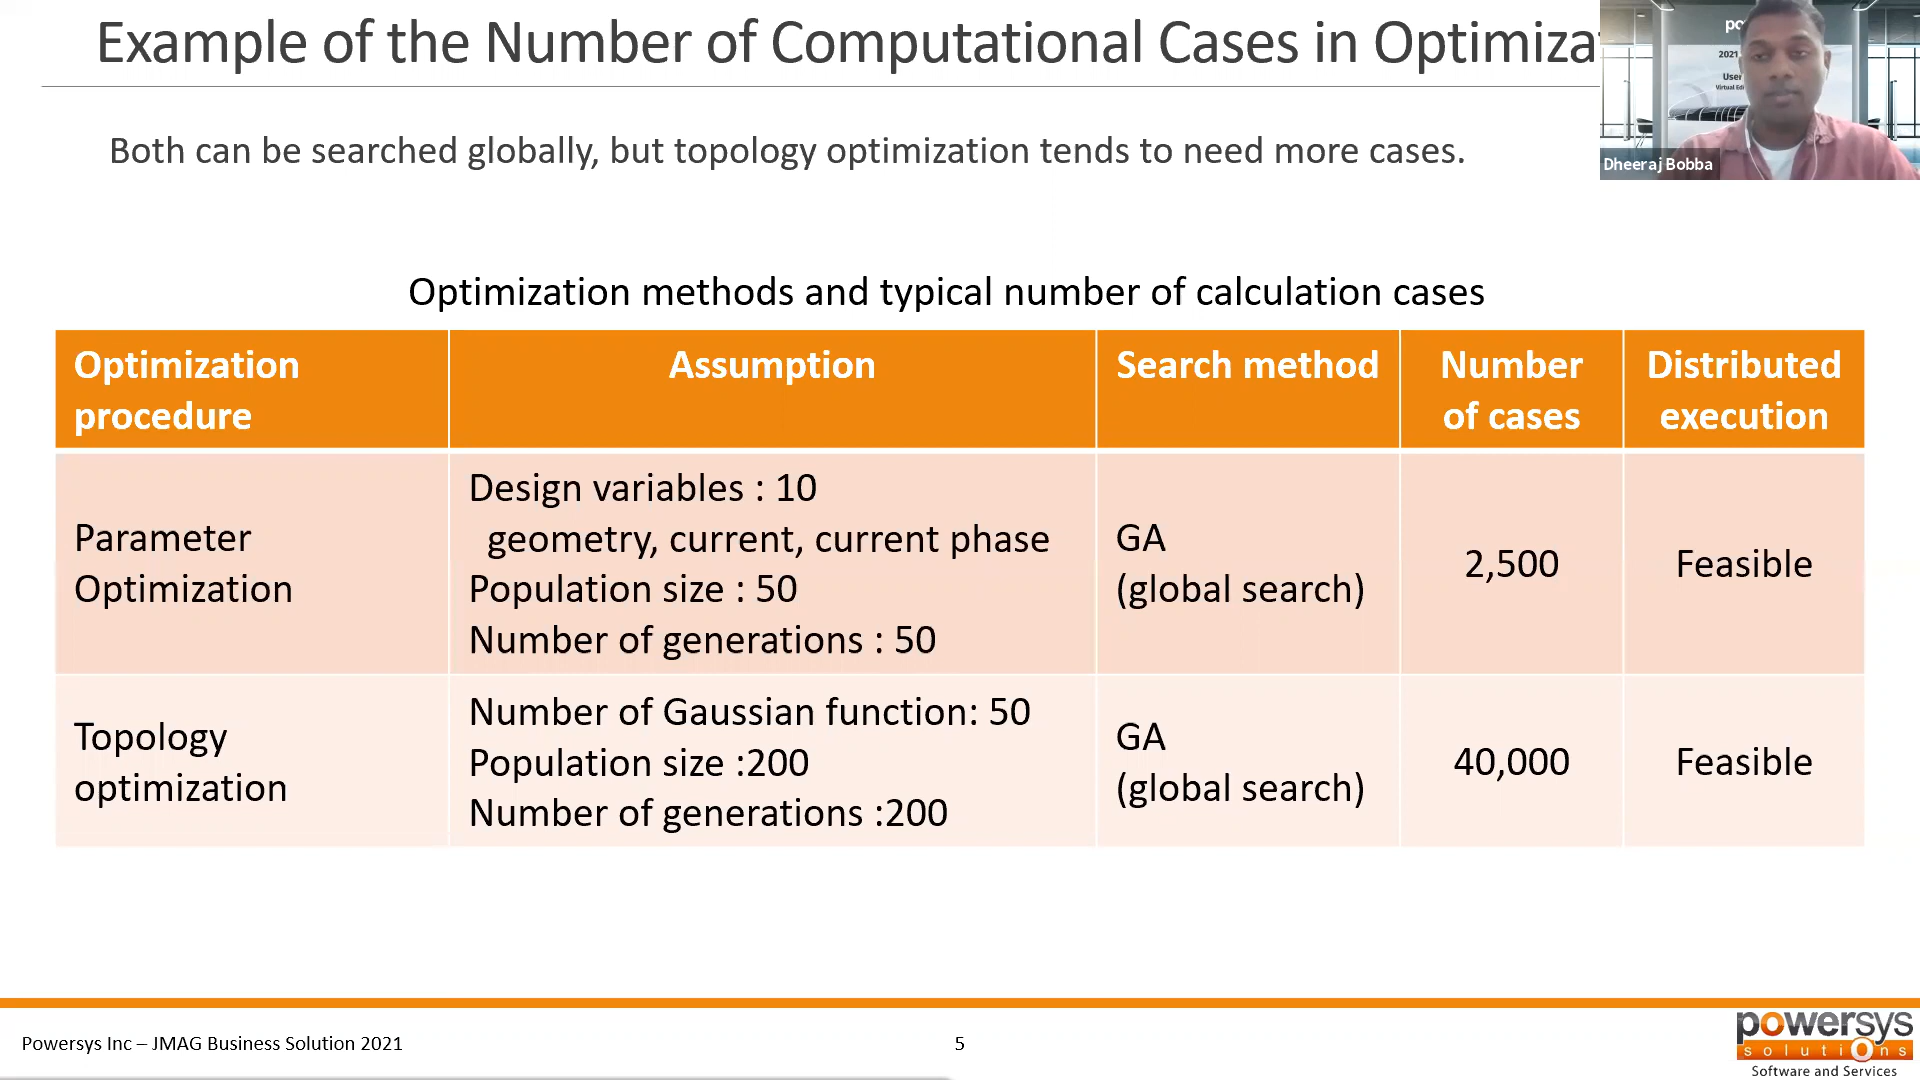 Example of the Number of Computational Cases in Optimiza
2021
User
Virtual Edi
Dheeraj Bobba
Both can be searched globally, but topology optimization tends to need more cases.
Optimization methods and typical number of calculation cases
Optimization procedure
Assumption
Search method
Number of cases
Distributed execution
Parameter Optimization
Design variables : 10
geometry, current, current phase
Population size : 50
Number of generations : 50
GA
(global search)
2,500
Feasible
Topology optimization
Number of Gaussian function: 50
Population size :200
Number of generations :200
GA
(global search)
40,000
Feasible
Powersys Inc – JMAG Business Solution 2021
5
powersys
solutions
Software and Services